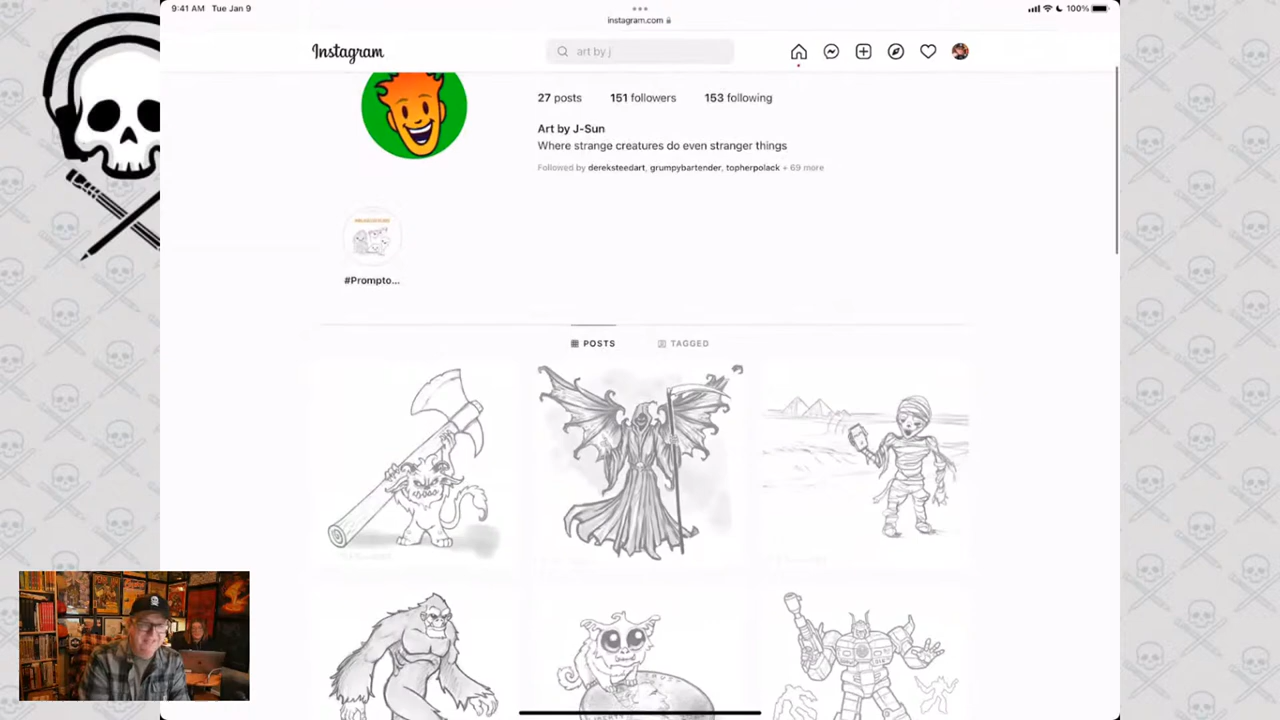 9:41 AM Tue Jan 9
100%
instagram.com
Instagram
art by j
27 posts 151 followers 153 following
Art by J-Sun
Where strange creatures do even stranger things
Followed by dereksteedart, grumpybartender, topherpolack + 69 more
#Prompto...
POSTS TAGGED